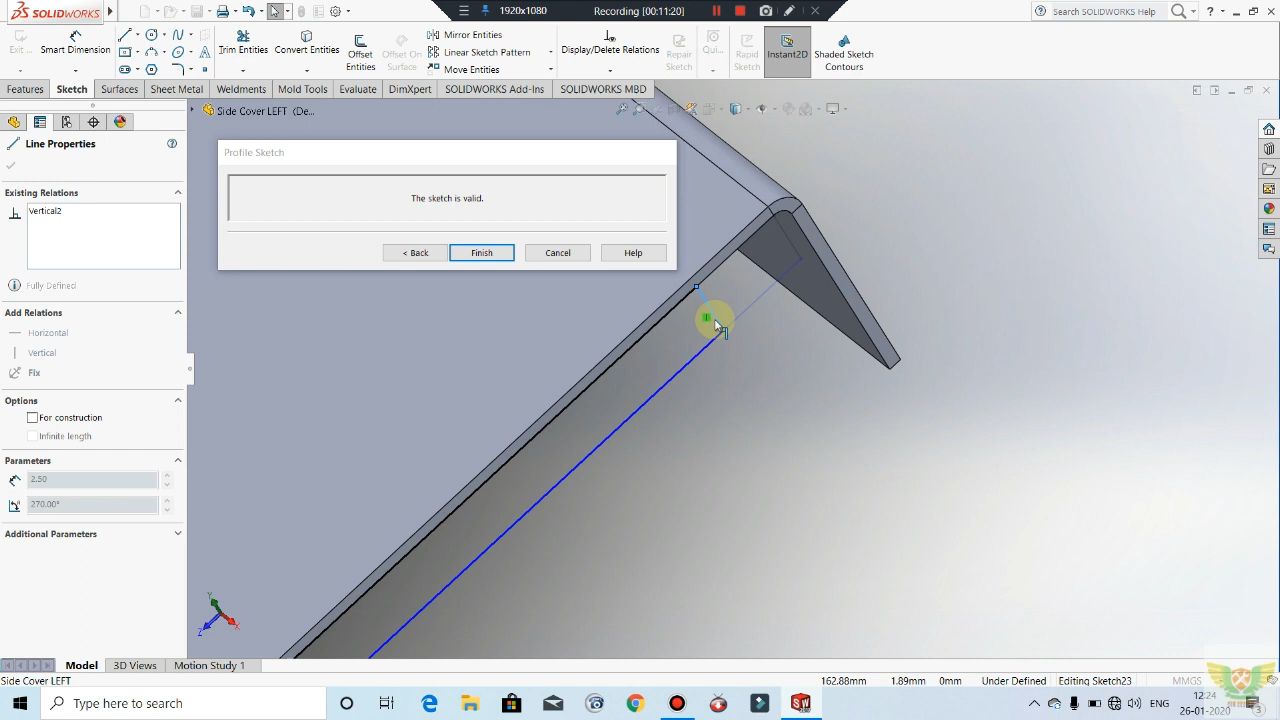 SOLIDWORKS
1920x1080
Recording [00:11:20]
Search SOLIDWORKS Help
Exit ...
Smart Dimension
Trim Entities
Convert Entities
Offset Entities
Offset On Surface
Mirror Entities
Linear Sketch Pattern
Move Entities
Display/Delete Relations
Repair Sketch
Qui...
Rapid Sketch
Instant2D
Shaded Sketch Contours
Features
Sketch
Surfaces
Sheet Metal
Weldments
Mold Tools
Evaluate
DimXpert
SOLIDWORKS Add-Ins
SOLIDWORKS MBD
Side Cover LEFT (De...
Line Properties
Existing Relations
Vertical2
Fully Defined
Add Relations
Horizontal
Vertical
Fix
Options
For construction
Infinite length
Parameters
2.50
270.00°
Additional Parameters
Profile Sketch
The sketch is valid.
< Back
Finish
Cancel
Help
Y
Z
X
Model
3D Views
Motion Study 1
Side Cover LEFT
162.88mm
1.89mm
0mm
Under Defined
Editing Sketch23
MMGS
Type here to search
ENG
12:24
26-01-2020
3